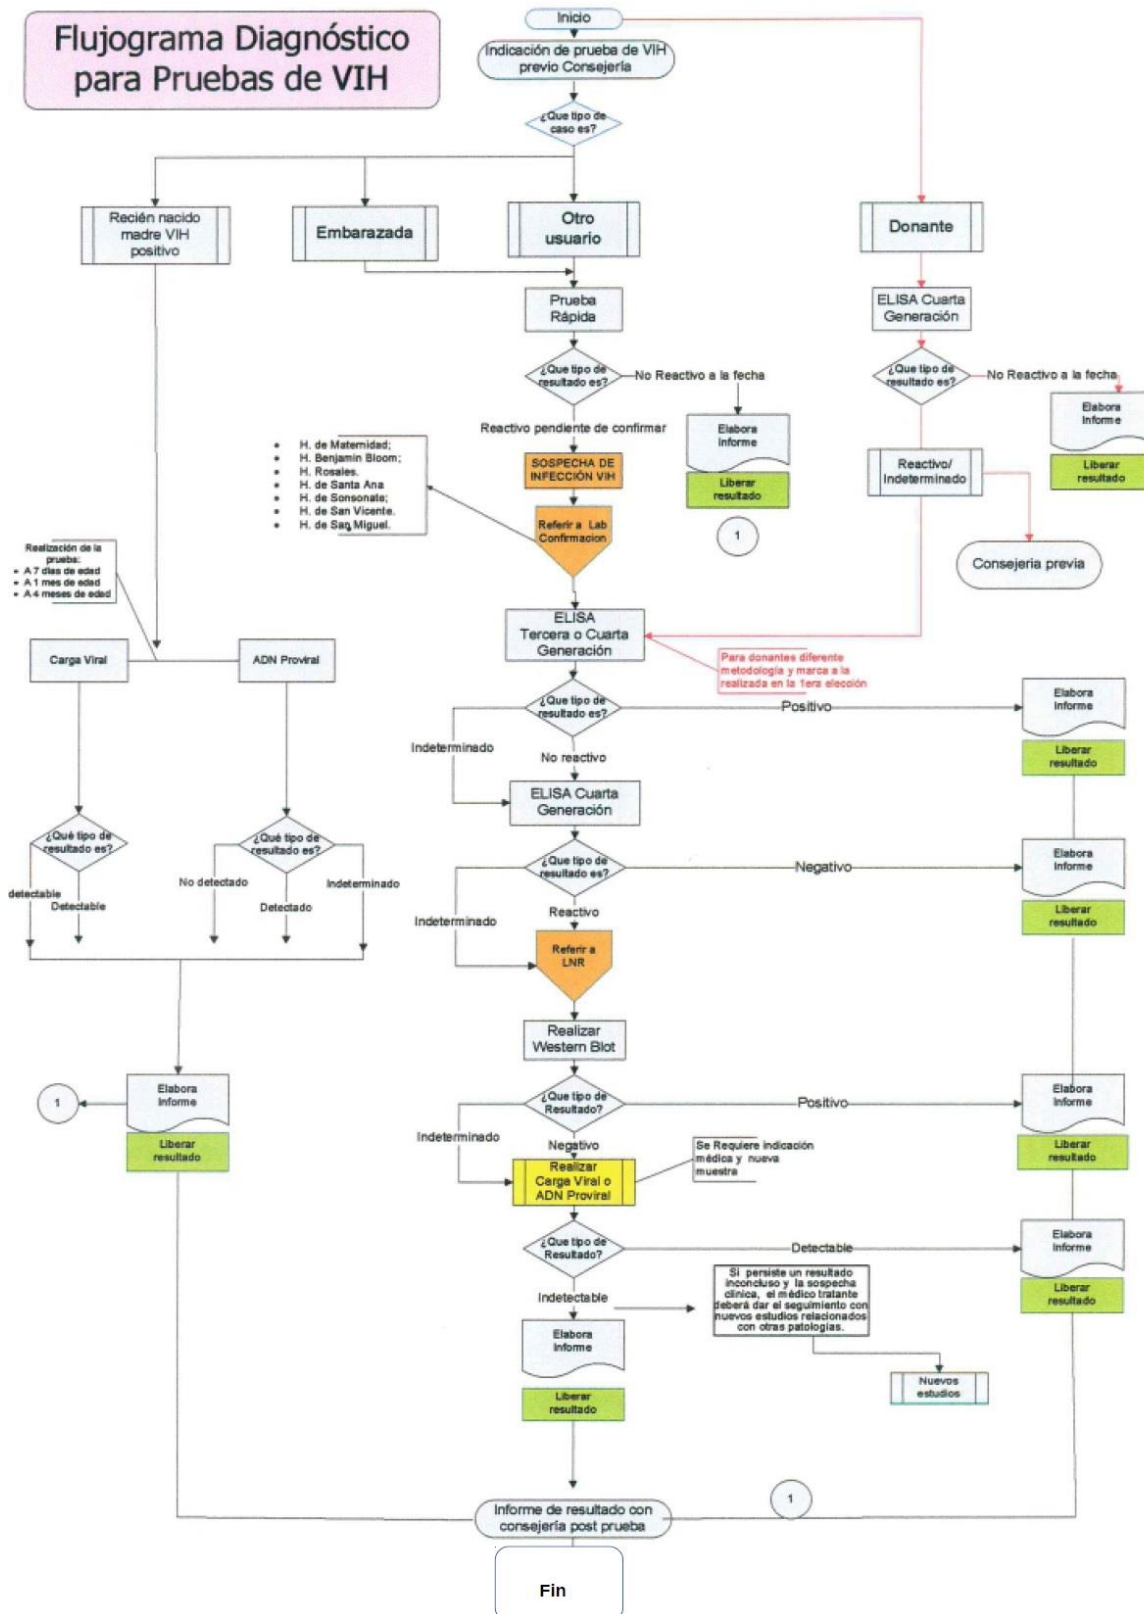 Flujograma Diagnóstico
para Pruebas de VIH
Inicio
Indicación de prueba de VIH
previo Consejería
¿Que tipo de
caso es?
Recién nacido
madre VIH
positivo
Embarazada
Otro
usuario
Donante
Prueba
Rápida
ELISA Cuarta
Generación
¿Que tipo de
resultado es?
No Reactivo a la fecha
¿Que tipo de
resultado es?
No Reactivo a la fecha
Elabora
Informe
Liberar
resultado
1
Elabora
Informe
Liberar
resultado
Reactivo pendiente de confirmar
SOSPECHA DE
INFECCIÓN VIH
Reactivo/
Indeterminado
Consejeria previa
• H. de Maternidad;
• H. Benjamin Bloom;
• H. Rosales.
• H. de Santa Ana
• H. de Sonsonate;
• H. de San Vicente.
• H. de San Miguel.
Referir a Lab
Confirmacion
Realización de la
prueba:
• A 7 dias de edad
• A 1 mes de edad
• A 4 meses de edad
Carga Viral
ADN Proviral
ELISA
Tercera o Cuarta
Generación
Para donantes diferente
metodología y marca a la
realizada en la 1era elección
¿Que tipo de
resultado es?
Positivo
Elabora
Informe
Liberar
resultado
Indeterminado
No reactivo
ELISA Cuarta
Generación
¿Qué tipo de
resultado es?
¿Qué tipo de
resultado es?
detectable
Detectable
No detectado
Detectado
Indeterminado
¿Que tipo de
resultado es?
Negativo
Elabora
Informe
Liberar
resultado
Indeterminado
Reactivo
Referir a
LNR
Realizar
Western Blot
1
Elabora
Informe
Liberar
resultado
¿Que tipo de
Resultado?
Positivo
Elabora
Informe
Liberar
resultado
Indeterminado
Negativo
Realizar
Carga Viral o
ADN Proviral
Se Requiere indicación
médica y nueva
muestra
¿Que tipo de
Resultado?
Detectable
Elabora
Informe
Liberar
resultado
Indetectable
Si persiste un resultado
inconcluso y la sospecha
clinica, el médico tratante
deberá dar el seguimiento con
nuevos estudios relacionados
con otras patologías.
Nuevos
estudios
Elabora
Informe
Liberar
resultado
1
Informe de resultado con
consejería post prueba
Fin